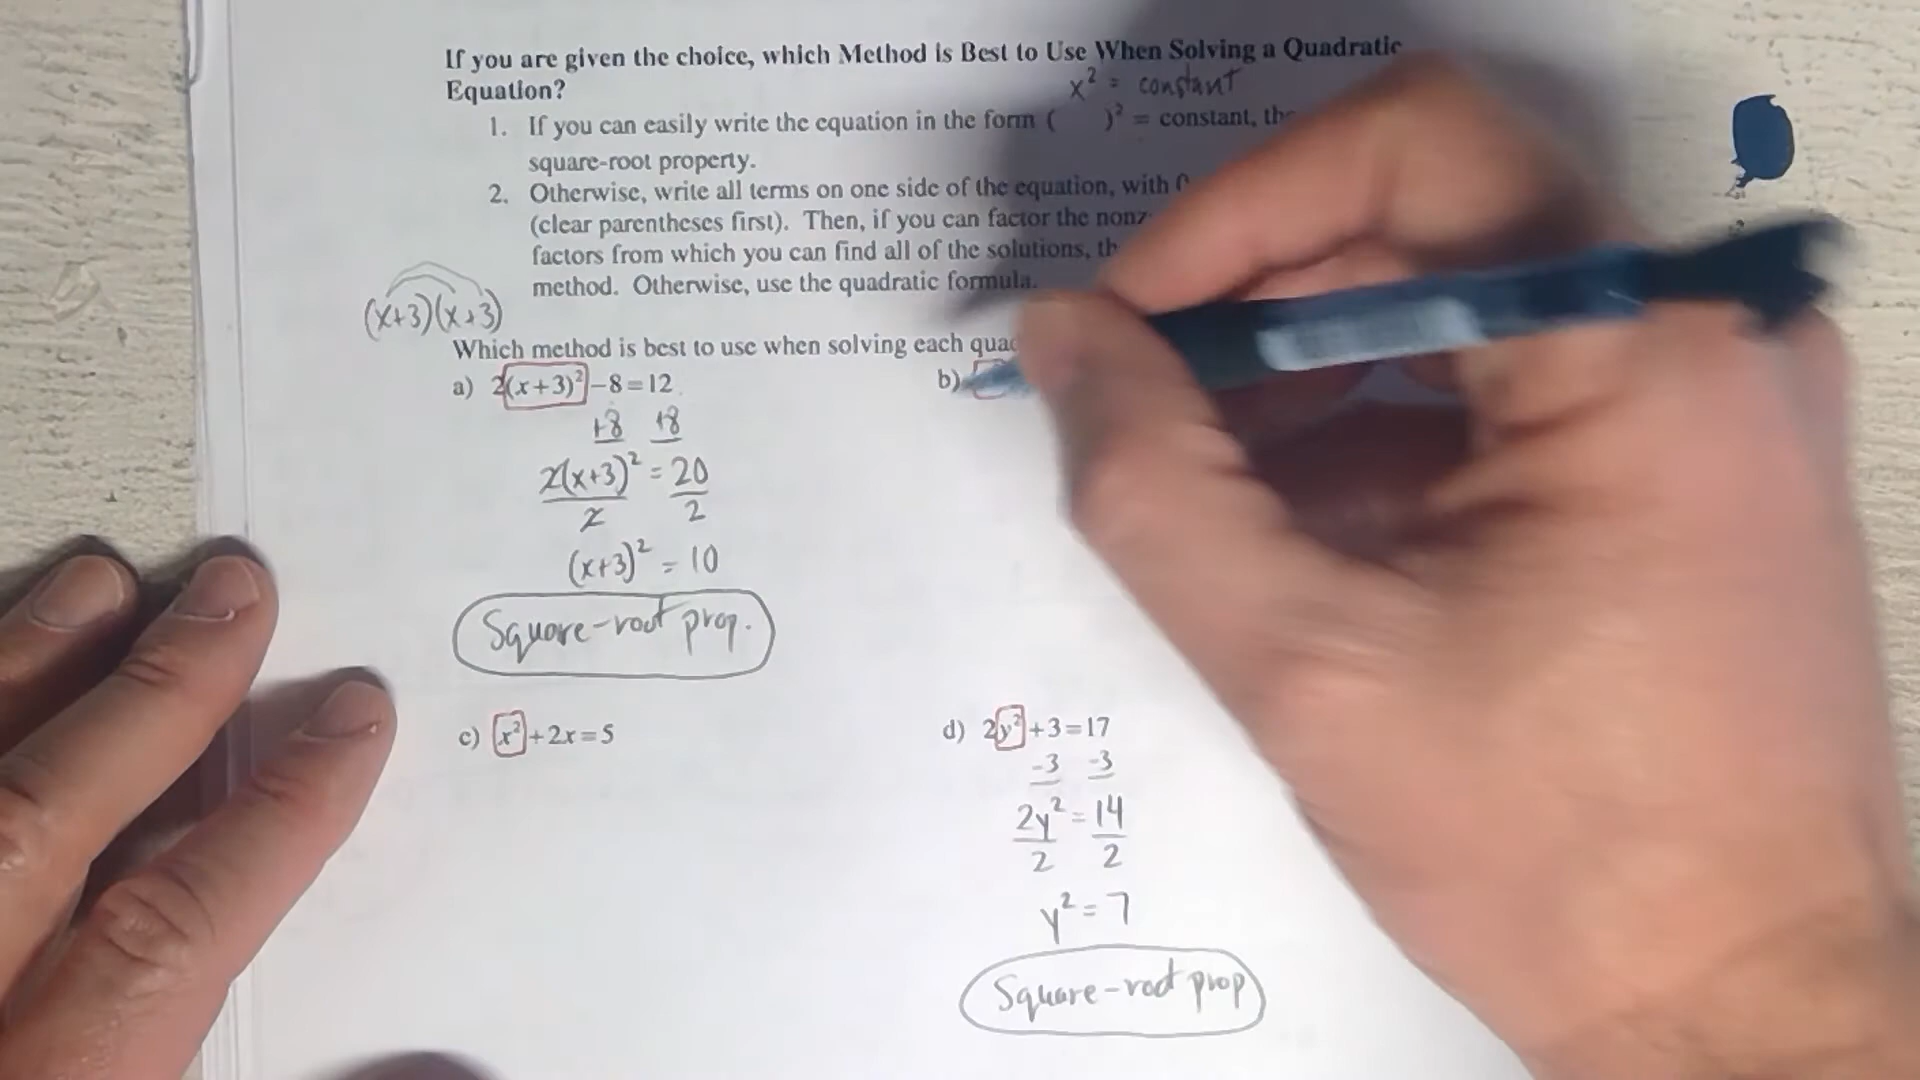 If you are given the choice, which Method is Best to Use When Solving a Quadratic
Equation?
x² = constant
1. If you can easily write the equation in the form ( )² = constant,
square-root property.
2. Otherwise, write all terms on one side of the equation, with
(clear parentheses first). Then, if you can factor the
factors from which you can find all of the solutions,
method. Otherwise, use the quadratic formula.
(x+3)(x+3)
Which method is best to use when solving each
a) 2(x+3)²−8=12
b)
+8 +8
2(x+3)² = 20
2 2
(x+3)² = 10
Square-root prop.
c) x²+2x=5
d) 2y²+3=17
-3 -3
2y² = 14
2 2
y² = 7
Square-root prop